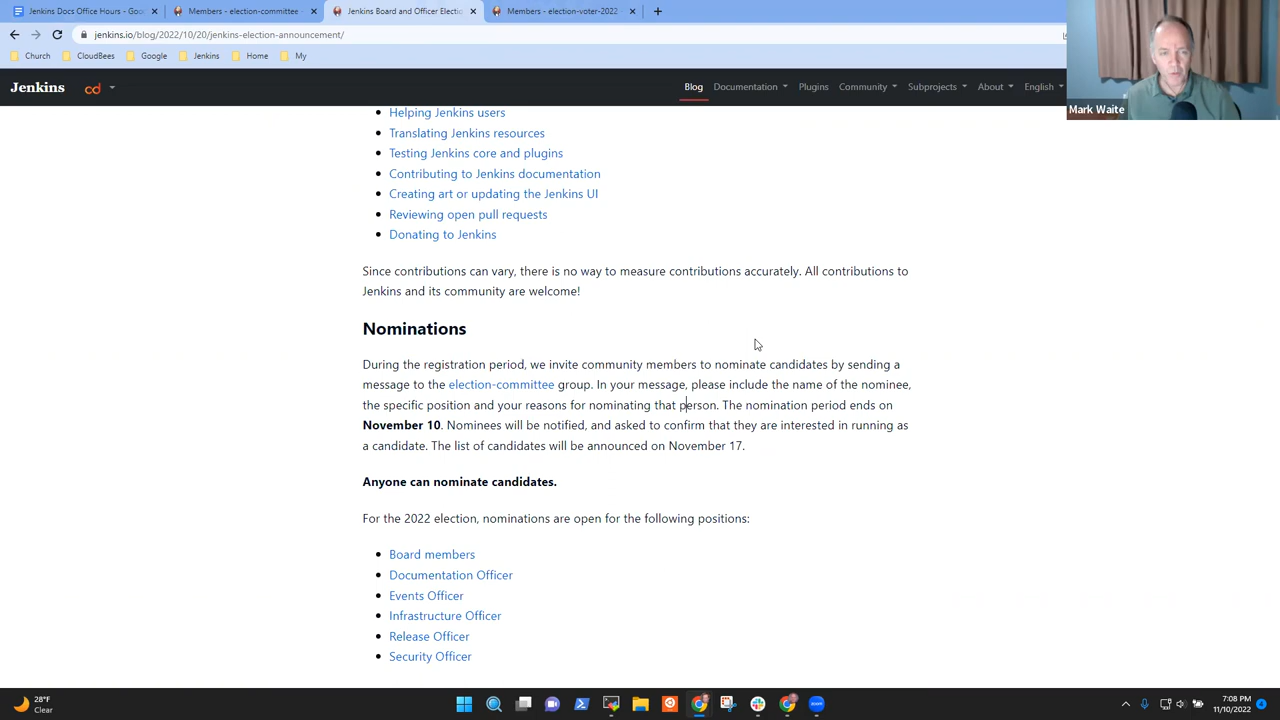 Jenkins Docs Office Hours - Goo
Members - election-committee
Jenkins Board and Officer Electio
Members - election-voter-2022
jenkins.io/blog/2022/10/20/jenkins-election-announcement/
Church CloudBees Google Jenkins Home My
Jenkins cd Blog Documentation Plugins Community Subprojects About English
Mark Waite
Helping Jenkins users
Translating Jenkins resources
Testing Jenkins core and plugins
Contributing to Jenkins documentation
Creating art or updating the Jenkins UI
Reviewing open pull requests
Donating to Jenkins
Since contributions can vary, there is no way to measure contributions accurately. All contributions to
Jenkins and its community are welcome!
Nominations
During the registration period, we invite community members to nominate candidates by sending a
message to the election-committee group. In your message, please include the name of the nominee,
the specific position and your reasons for nominating that person. The nomination period ends on
November 10. Nominees will be notified, and asked to confirm that they are interested in running as
a candidate. The list of candidates will be announced on November 17.
Anyone can nominate candidates.
For the 2022 election, nominations are open for the following positions:
Board members
Documentation Officer
Events Officer
Infrastructure Officer
Release Officer
Security Officer
28°F
Clear
7:08 PM
11/10/2022